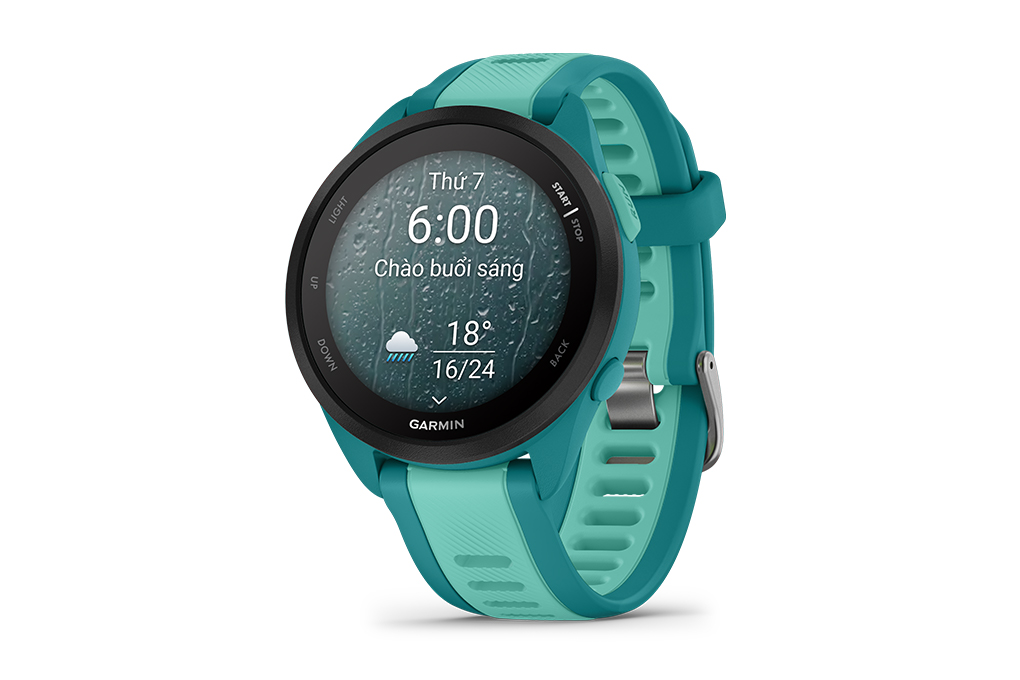 Thứ 7
6:00
Chào buổi sáng
18°
16/24
GARMIN
LIGHT
UP
DOWN
START
STOP
BACK